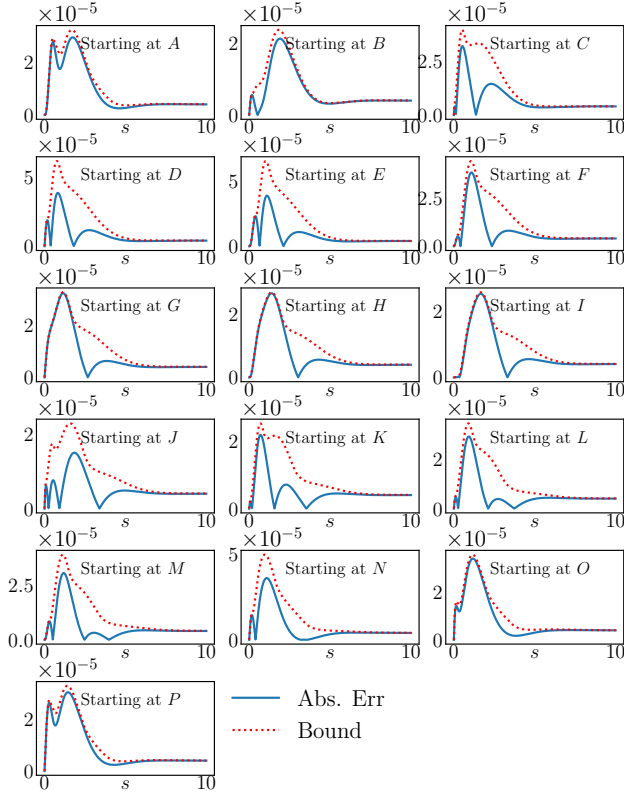 ×10⁻⁵ ×10⁻⁵ ×10⁻⁵
Starting at A Starting at B Starting at C
2 2 2.5
0 0 0.0
0 s 10 0 s 10 0 s 10
×10⁻⁵ ×10⁻⁵ ×10⁻⁵
Starting at D Starting at E Starting at F
5 5 2.5
0 0 0.0
0 s 10 0 s 10 0 s 10
×10⁻⁵ ×10⁻⁵ ×10⁻⁵
Starting at G Starting at H Starting at I
2 2 2
0 0 0
0 s 10 0 s 10 0 s 10
×10⁻⁵ ×10⁻⁵ ×10⁻⁵
Starting at J Starting at K Starting at L
2 2 2
0 0 0
0 s 10 0 s 10 0 s 10
×10⁻⁵ ×10⁻⁵ ×10⁻⁵
Starting at M Starting at N Starting at O
2.5 5 2
0.0 0 0
0 s 10 0 s 10 0 s 10
×10⁻⁵
Starting at P
2
0
0 s 10
Abs. Err
Bound